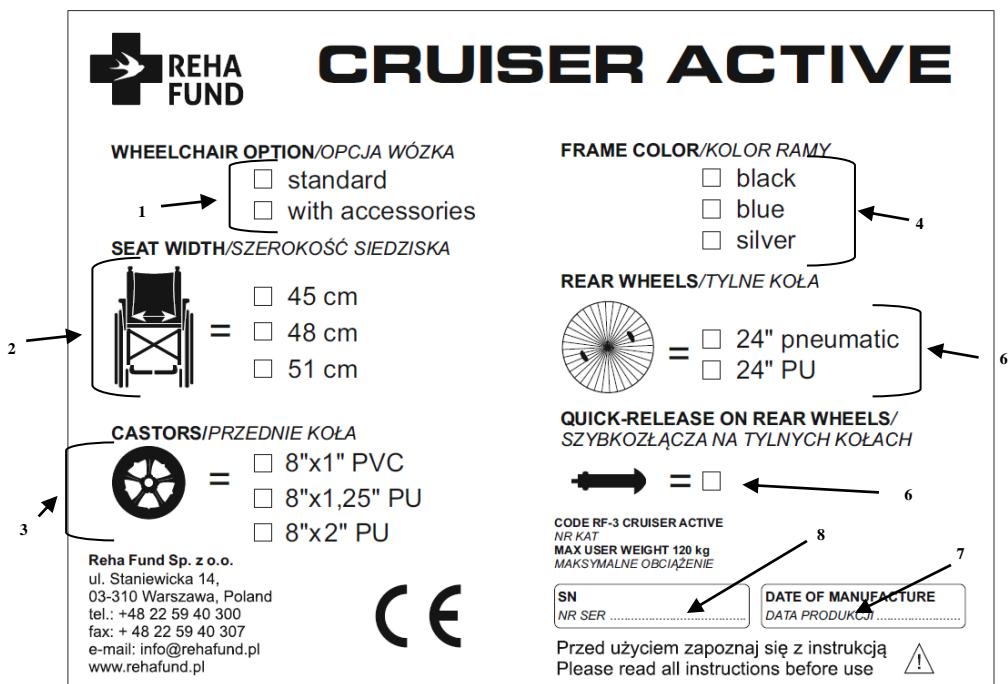 REHA
FUND
CRUISER ACTIVE
WHEELCHAIR OPTION/OPCJA WÓZKA
☐ standard
☐ with accessories
1
SEAT WIDTH/SZEROKOŚĆ SIEDZISKA
= ☐ 45 cm
☐ 48 cm
☐ 51 cm
2
CASTORS/PRZEDNIE KOŁA
= ☐ 8"x1" PVC
☐ 8"x1,25" PU
☐ 8"x2" PU
3
Reha Fund Sp. z o.o.
ul. Staniewicka 14,
03-310 Warszawa, Poland
tel.: +48 22 59 40 300
fax: + 48 22 59 40 307
e-mail: info@rehafund.pl
www.rehafund.pl
CE
FRAME COLOR/KOLOR RAMY
☐ black
☐ blue
☐ silver
4
REAR WHEELS/TYLNE KOŁA
= ☐ 24" pneumatic
☐ 24" PU
6
QUICK-RELEASE ON REAR WHEELS/
SZYBKOZŁĄCZA NA TYLNYCH KOŁACH
= ☐
6
CODE RF-3 CRUISER ACTIVE
NR KAT
MAX USER WEIGHT 120 kg
MAKSYMALNE OBCIĄŻENIE
8
7
SN
NR SER ........................................
DATE OF MANUFACTURE
DATA PRODUKCJI ........................
Przed użyciem zapoznaj się z instrukcją
Please read all instructions before use